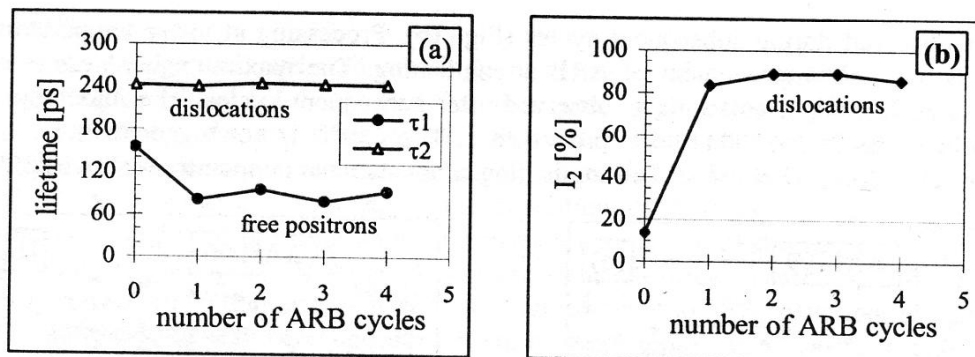 (a)
300
240
180
120
60
0
lifetime [ps]
dislocations
τ1
τ2
free positrons
0 1 2 3 4 5
number of ARB cycles
(b)
100
80
60
40
20
0
I₂ [%]
dislocations
0 1 2 3 4 5
number of ARB cycles